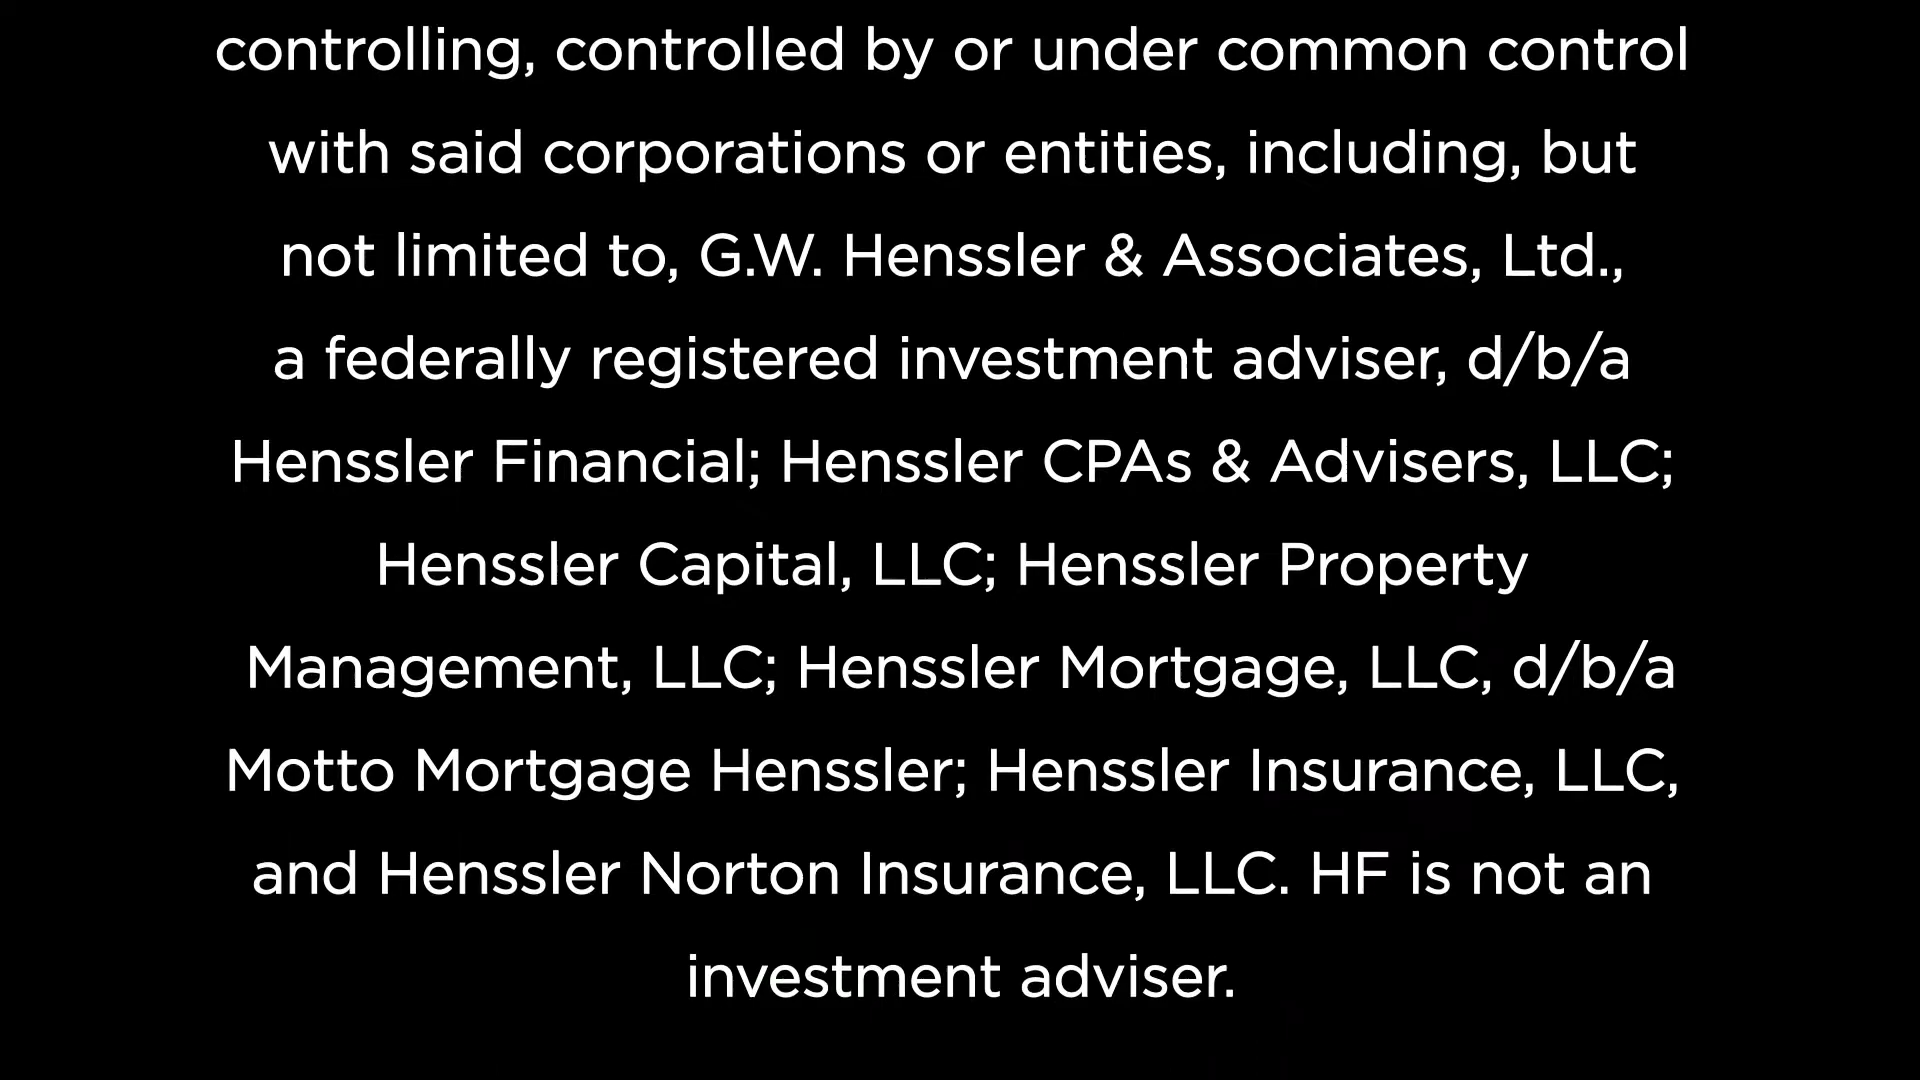 controlling, controlled by or under common control
with said corporations or entities, including, but
not limited to, G.W. Henssler & Associates, Ltd.,
a federally registered investment adviser, d/b/a
Henssler Financial; Henssler CPAs & Advisers, LLC;
Henssler Capital, LLC; Henssler Property
Management, LLC; Henssler Mortgage, LLC, d/b/a
Motto Mortgage Henssler; Henssler Insurance, LLC,
and Henssler Norton Insurance, LLC. HF is not an
investment adviser.